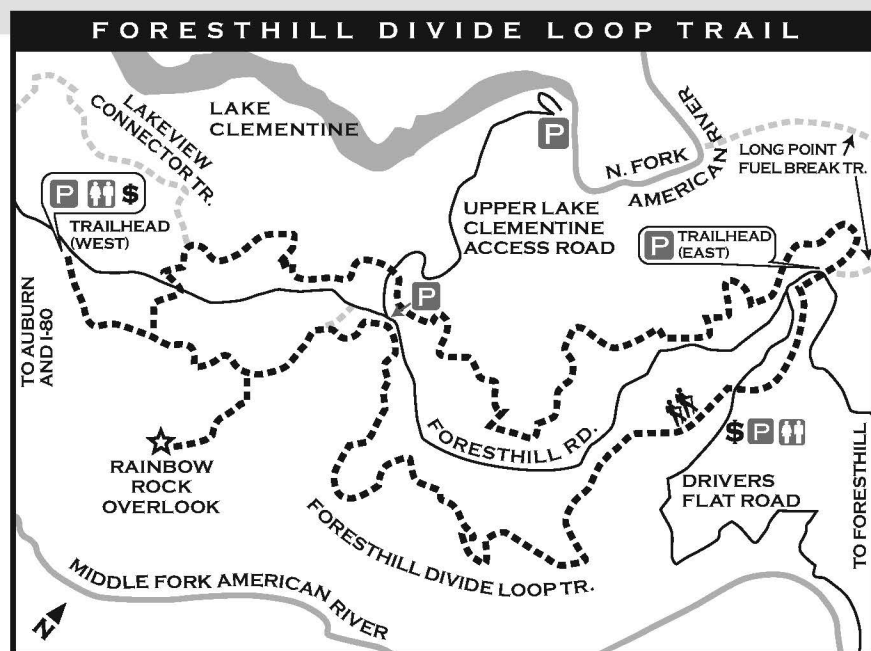 FORESTHILL DIVIDE LOOP TRAIL
LAKEVIEW
CONNECTOR TR.
LAKE
CLEMENTINE
P
N. FORK
AMERICAN RIVER
LONG POINT
FUEL BREAK TR.
P $
TRAILHEAD
(WEST)
UPPER LAKE
CLEMENTINE
ACCESS ROAD
P TRAILHEAD
(EAST)
P
TO AUBURN
AND I-80
FORESTHILL RD.
$ P
RAINBOW
ROCK
OVERLOOK
DRIVERS
FLAT ROAD
TO FORESTHILL
FORESTHILL DIVIDE LOOP TR.
MIDDLE FORK AMERICAN RIVER
N